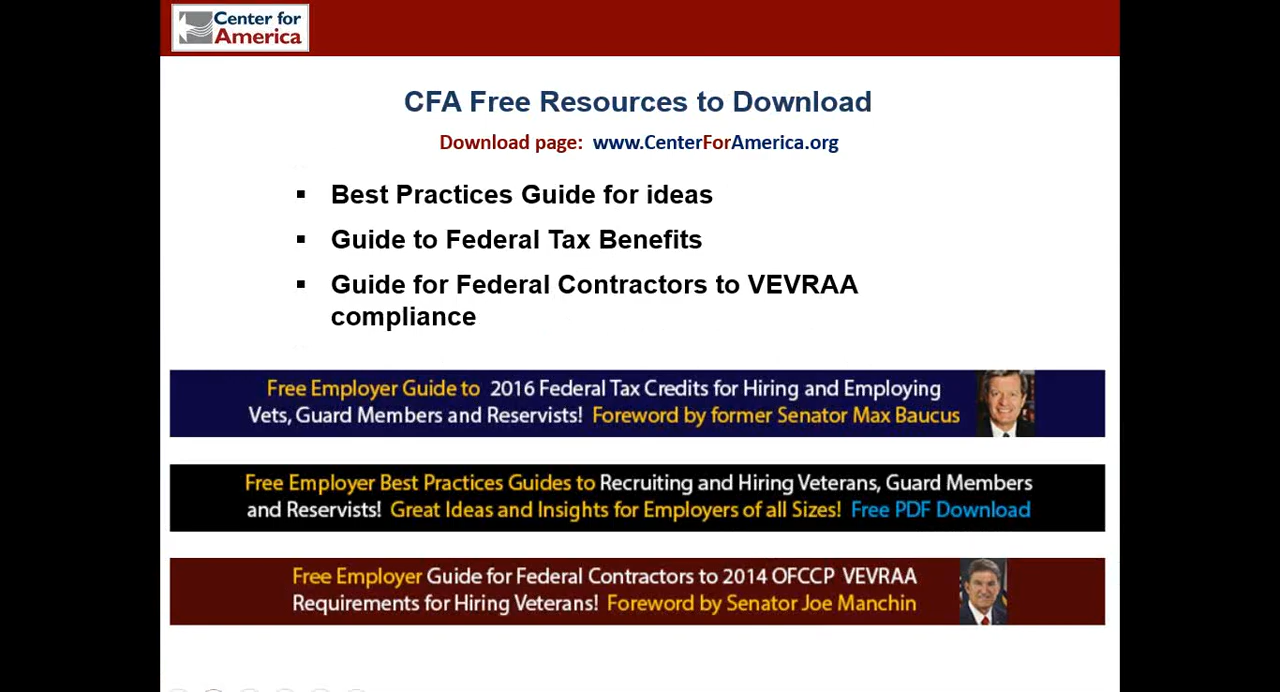 Center for
America
CFA Free Resources to Download
Download page: www.CenterForAmerica.org
▪ Best Practices Guide for ideas
▪ Guide to Federal Tax Benefits
▪ Guide for Federal Contractors to VEVRAA
compliance
Free Employer Guide to 2016 Federal Tax Credits for Hiring and Employing
Vets, Guard Members and Reservists! Foreword by former Senator Max Baucus
Free Employer Best Practices Guides to Recruiting and Hiring Veterans, Guard Members
and Reservists! Great Ideas and Insights for Employers of all Sizes! Free PDF Download
Free Employer Guide for Federal Contractors to 2014 OFCCP VEVRAA
Requirements for Hiring Veterans! Foreword by Senator Joe Manchin